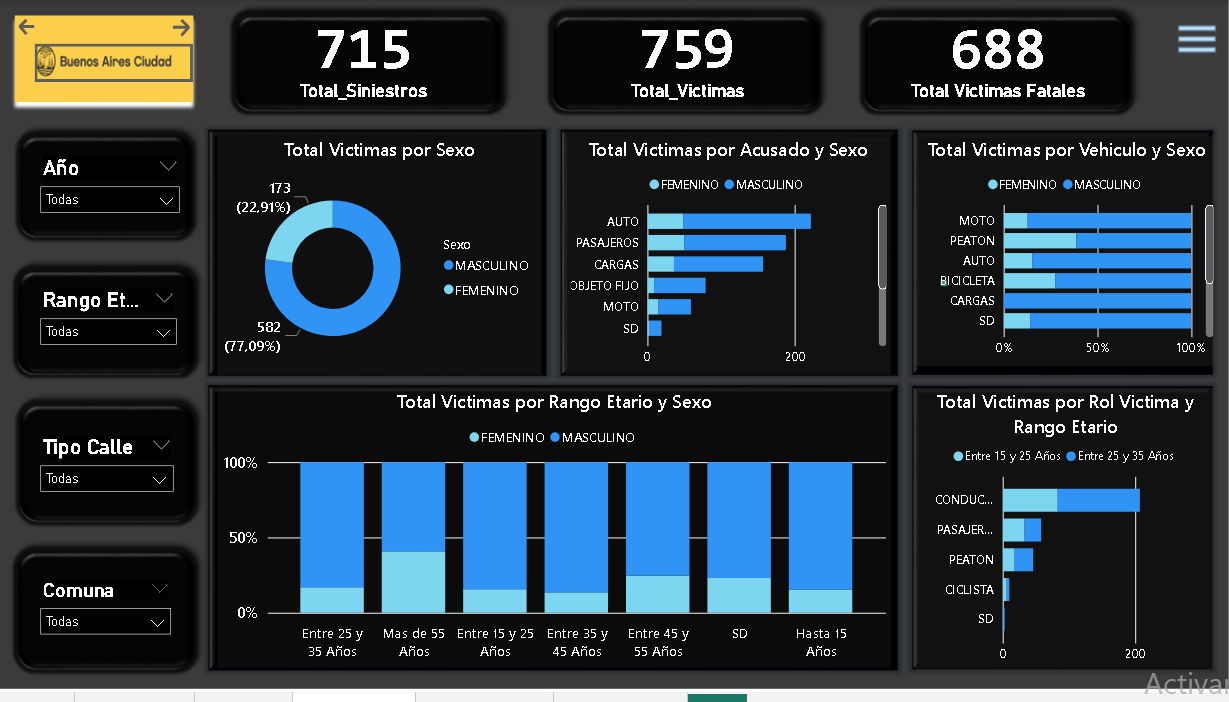 Buenos Aires Ciudad
715
Total_Siniestros
759
Total_Victimas
688
Total Victimas Fatales
Año
Todas
Rango Et...
Todas
Tipo Calle
Todas
Comuna
Todas
Total Victimas por Sexo
173
(22,91%)
582
(77,09%)
Sexo
MASCULINO
FEMENINO
Total Victimas por Acusado y Sexo
FEMENINO MASCULINO
AUTO
PASAJEROS
CARGAS
OBJETO FIJO
MOTO
SD
0 200
Total Victimas por Vehiculo y Sexo
FEMENINO MASCULINO
MOTO
PEATON
AUTO
BICICLETA
CARGAS
SD
0% 50% 100%
Total Victimas por Rango Etario y Sexo
FEMENINO MASCULINO
100%
50%
0%
Entre 25 y 35 Años
Mas de 55 Años
Entre 15 y 25 Años
Entre 35 y 45 Años
Entre 45 y 55 Años
SD
Hasta 15 Años
Total Victimas por Rol Victima y
Rango Etario
Entre 15 y 25 Años Entre 25 y 35 Años
CONDUC...
PASAJER...
PEATON
CICLISTA
SD
0 200
Activar